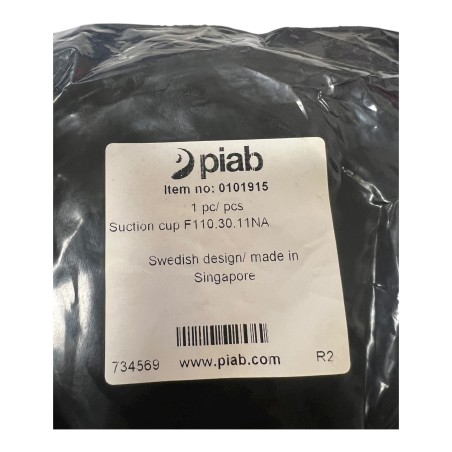 piab
Item no: 0101915
1 pc/ pcs
Suction cup F110.30.11NA
Swedish design/ made in
Singapore
734569 www.piab.com R2